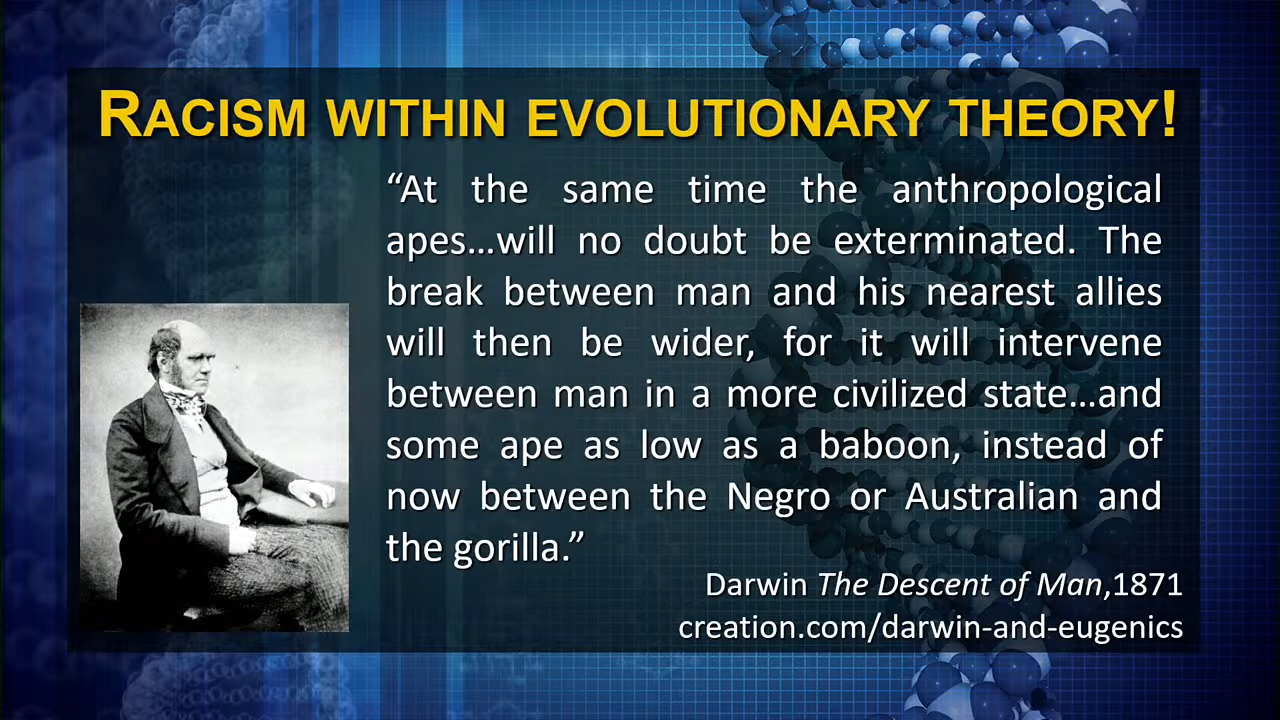 RACISM WITHIN EVOLUTIONARY THEORY!
“At the same time the anthropological
apes…will no doubt be exterminated. The
break between man and his nearest allies
will then be wider, for it will intervene
between man in a more civilized state…and
some ape as low as a baboon, instead of
now between the Negro or Australian and
the gorilla.”
Darwin The Descent of Man,1871
creation.com/darwin-and-eugenics